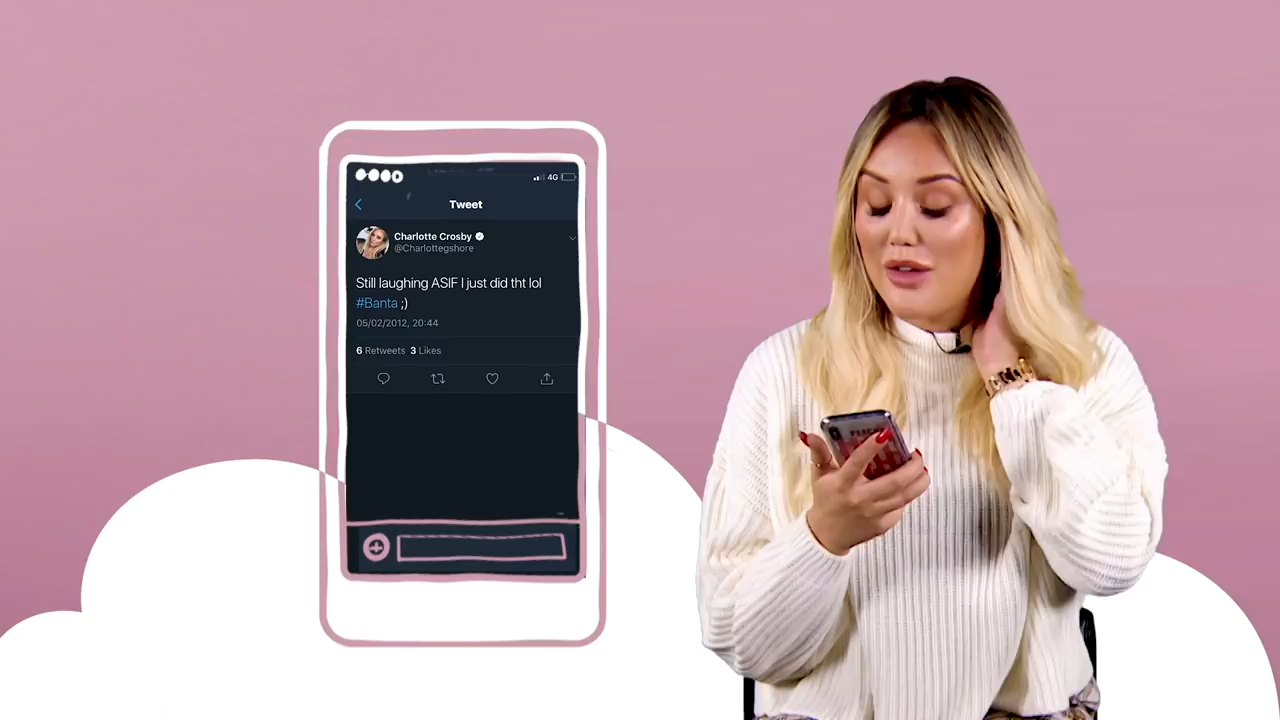 4G
Tweet
Charlotte Crosby
@Charlottegshore
Still laughing ASIF I just did tht lol
#Banta ;)
05/02/2012, 20:44
6 Retweets 3 Likes